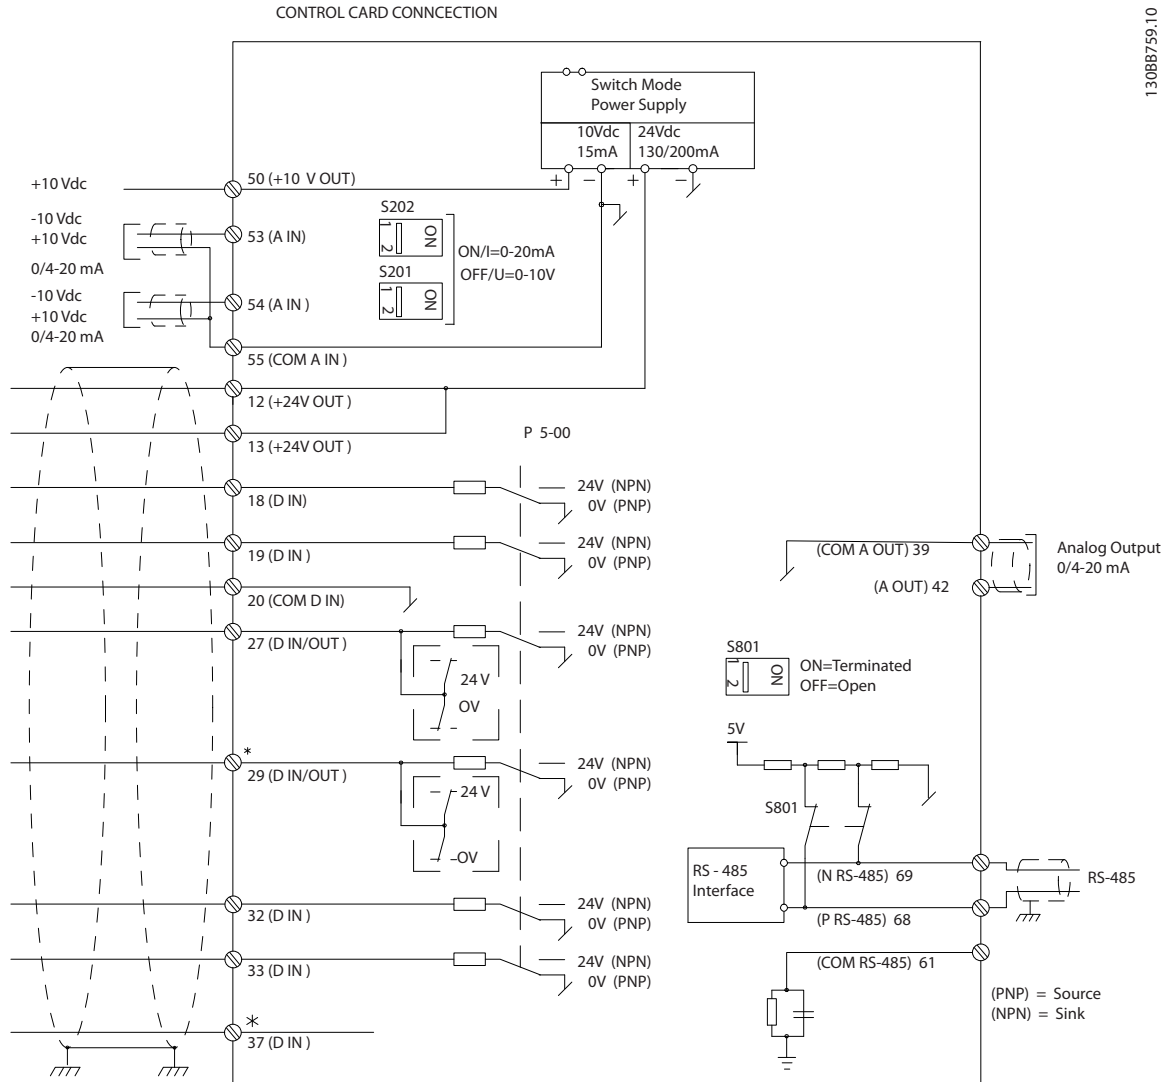 CONTROL CARD CONNCECTION
130BB759.10
Switch Mode
Power Supply
10Vdc
15mA
24Vdc
130/200mA
+ - + -
+10 Vdc
50 (+10 V OUT)
-10 Vdc
+10 Vdc
0/4-20 mA
53 (A IN)
S202
1
2
ON
ON/I=0-20mA
OFF/U=0-10V
S201
1
2
ON
-10 Vdc
+10 Vdc
0/4-20 mA
54 (A IN )
55 (COM A IN )
12 (+24V OUT )
13 (+24V OUT )
P 5-00
18 (D IN)
24V (NPN)
0V (PNP)
19 (D IN )
24V (NPN)
0V (PNP)
(COM A OUT) 39
Analog Output
0/4-20 mA
(A OUT) 42
20 (COM D IN)
27 (D IN/OUT )
24V (NPN)
0V (PNP)
24 V
OV
S801
1
2
ON
ON=Terminated
OFF=Open
5V
*
29 (D IN/OUT )
24V (NPN)
0V (PNP)
24 V
OV
S801
RS - 485
Interface
(N RS-485) 69
RS-485
(P RS-485) 68
32 (D IN )
24V (NPN)
0V (PNP)
33 (D IN )
24V (NPN)
0V (PNP)
(COM RS-485) 61
(PNP) = Source
(NPN) = Sink
*
37 (D IN )